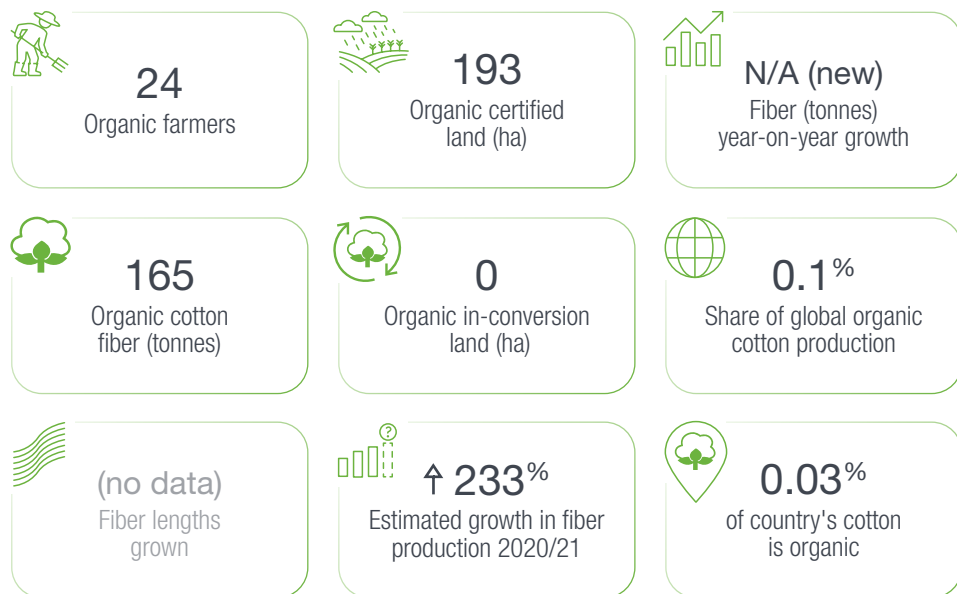 24
Organic farmers
193
Organic certified
land (ha)
N/A (new)
Fiber (tonnes)
year-on-year growth
165
Organic cotton
fiber (tonnes)
0
Organic in-conversion
land (ha)
0.1%
Share of global organic
cotton production
(no data)
Fiber lengths
grown
?
↑ 233%
Estimated growth in fiber
production 2020/21
0.03%
of country's cotton
is organic